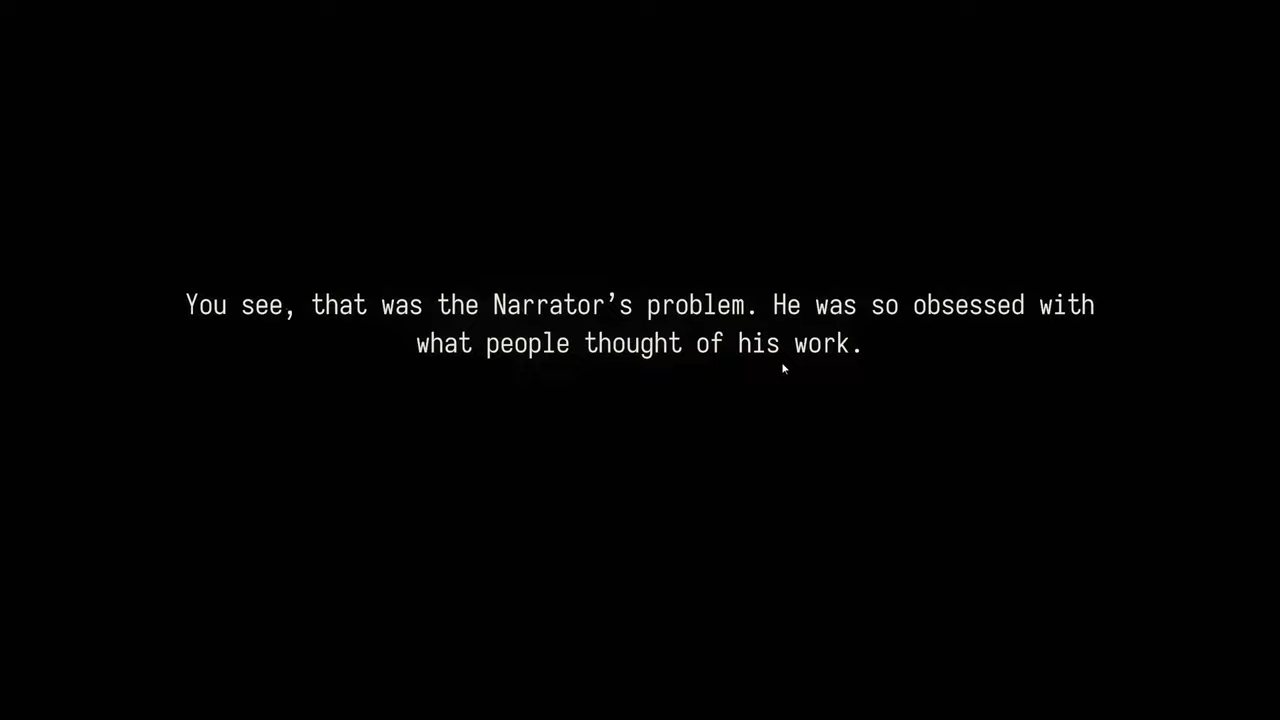 You see, that was the Narrator’s problem. He was so obsessed with
what people thought of his work.